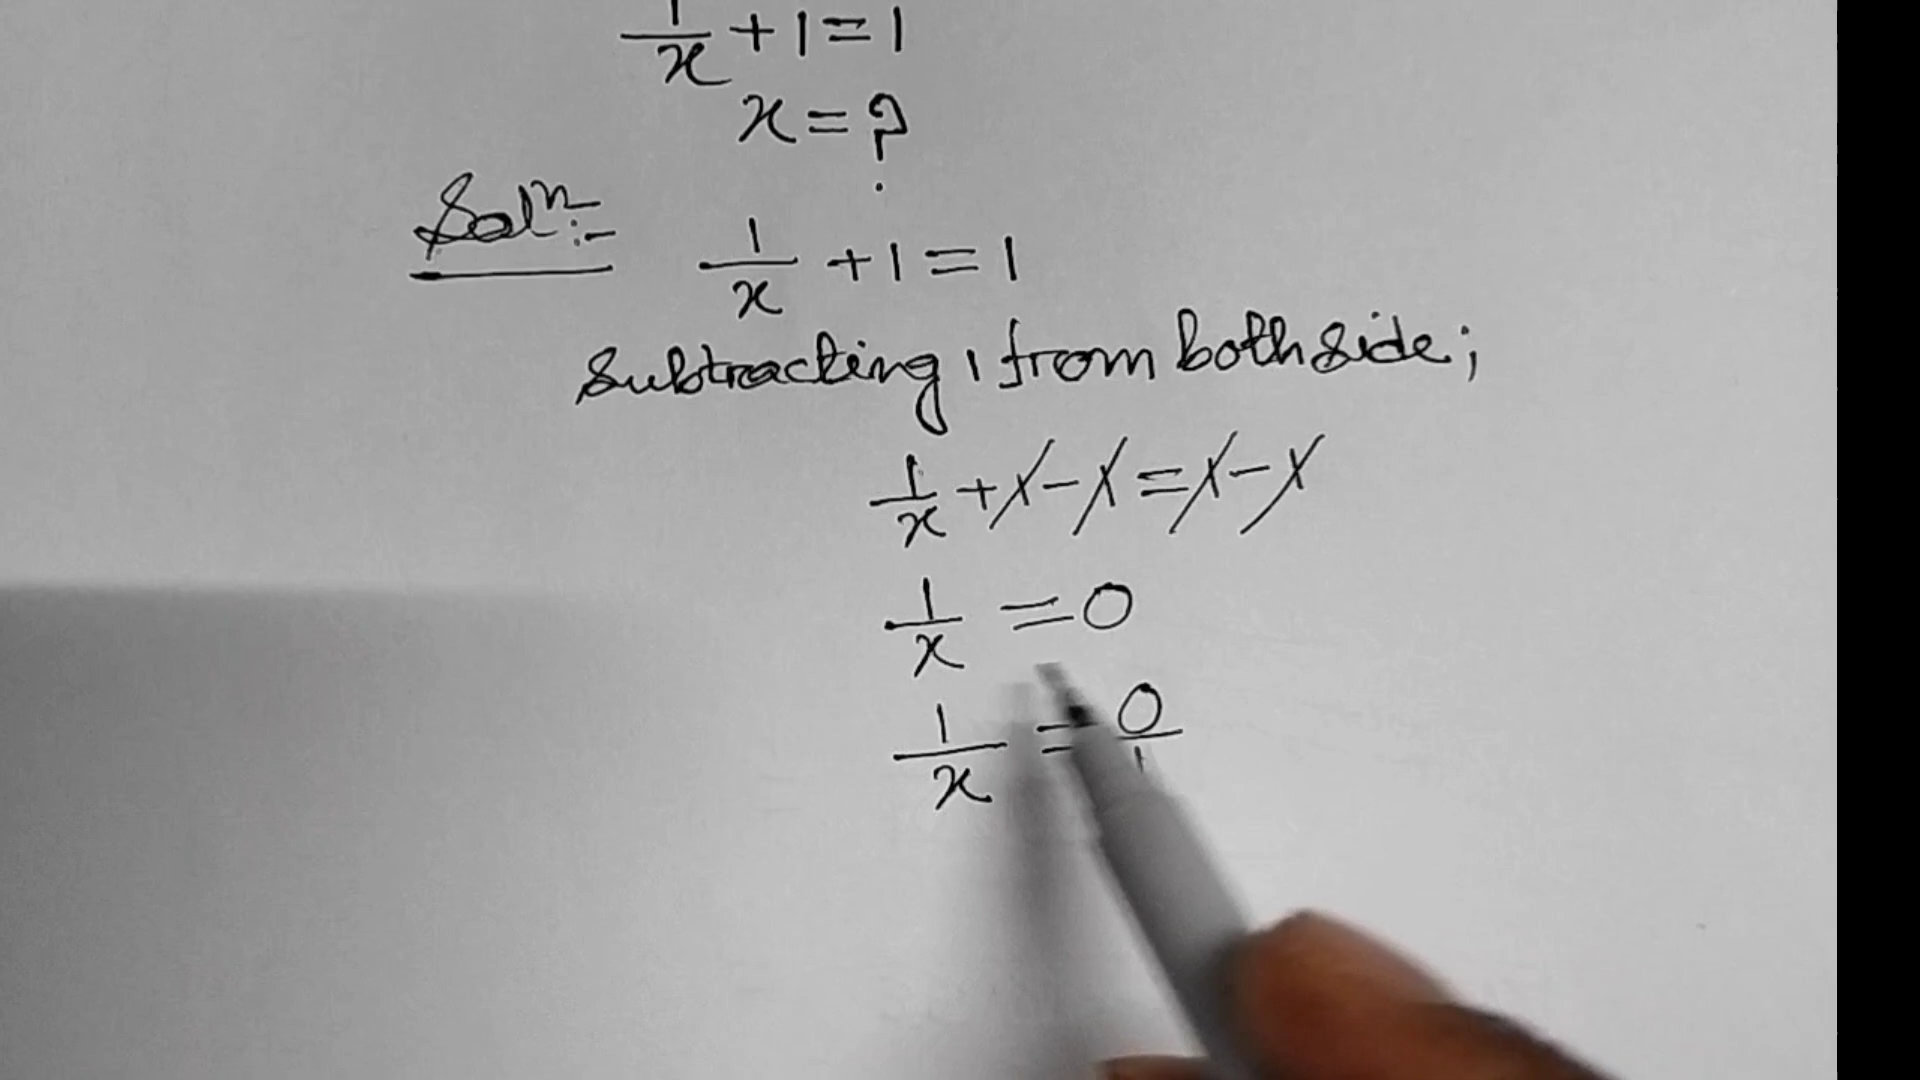 1/x + 1 = 1
x = ?
Solⁿ:-
1/x + 1 = 1
Subtracting 1 from both side;
1/x + 1 - 1 = 1 - 1
1/x = 0
1/x = 0/1